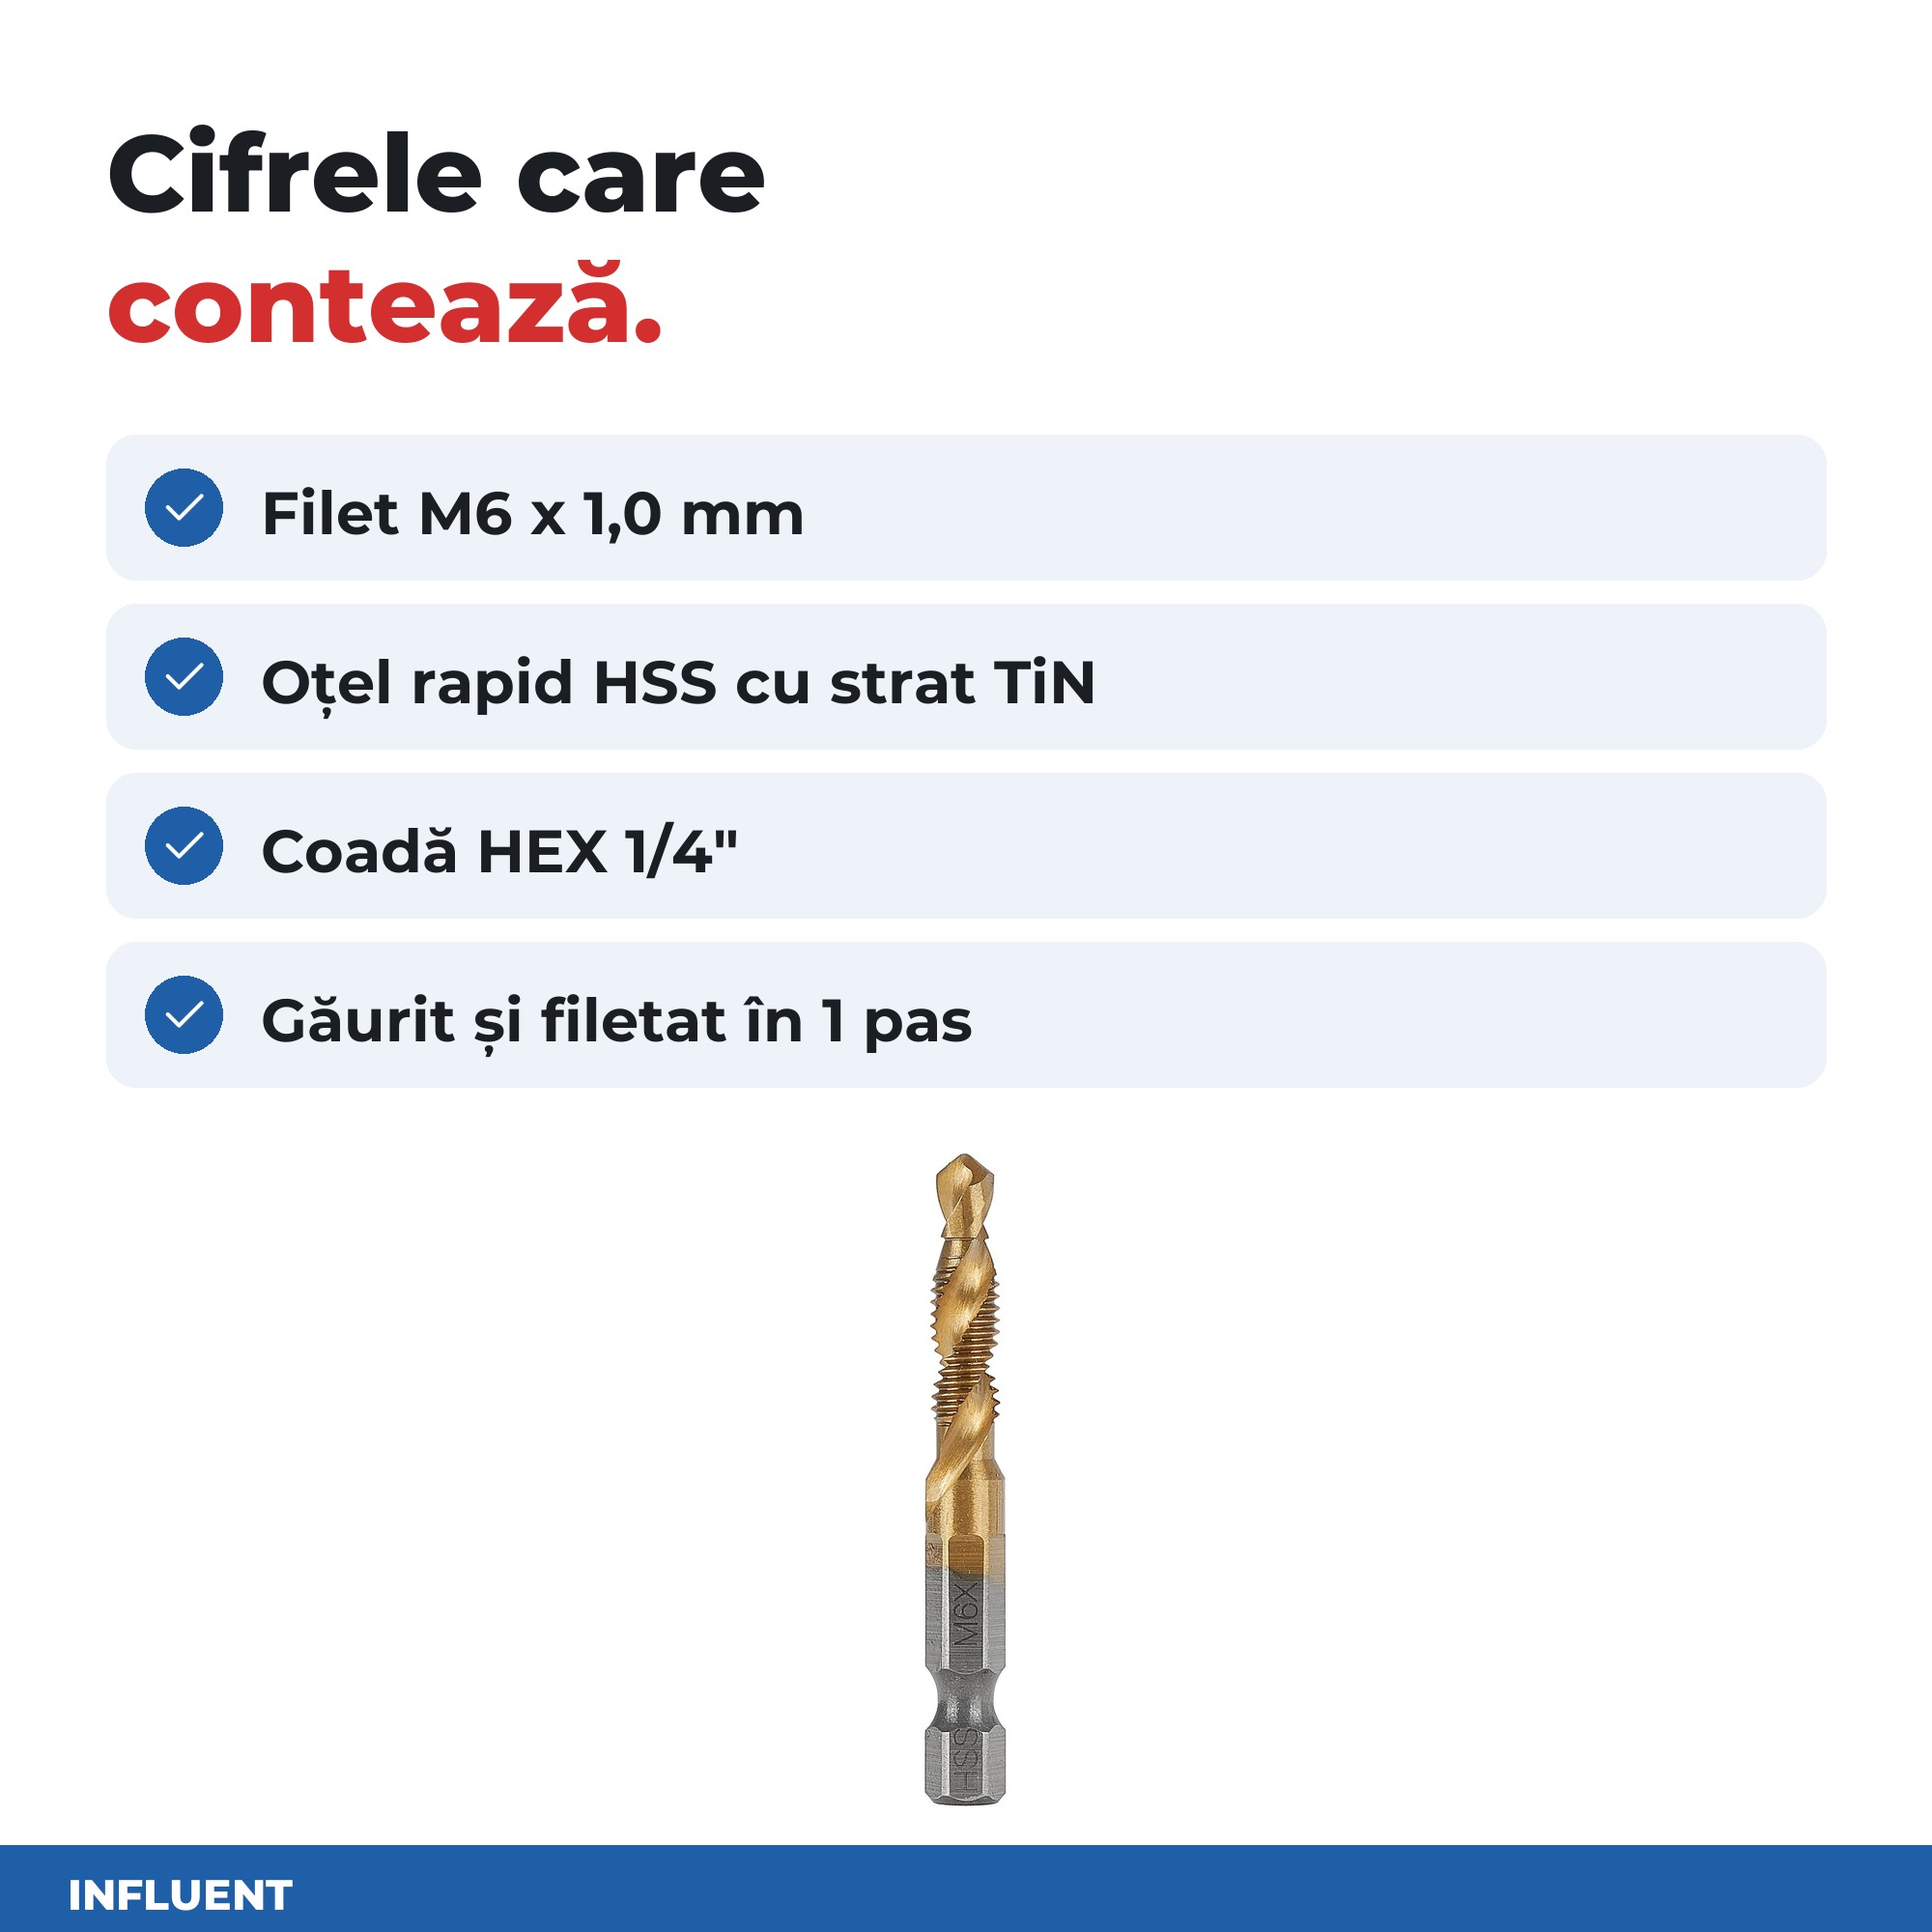 Cifrele care
contează.
Filet M6 x 1,0 mm
Oțel rapid HSS cu strat TiN
Coadă HEX 1/4"
Găurit și filetat în 1 pas
M6X
HSS
INFLUENT